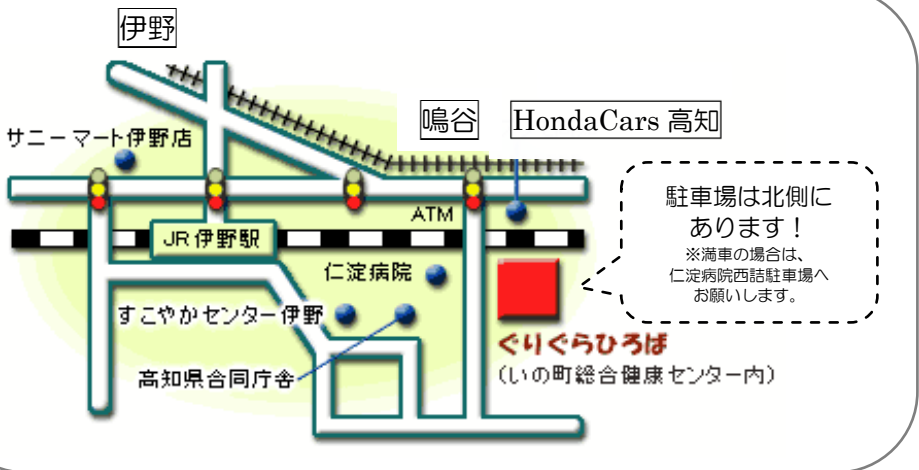 伊野
鳴谷
HondaCars 高知
サニーマート伊野店
ATM
JR伊野駅
仁淀病院
すこやかセンター伊野
高知県合同庁舎
駐車場は北側に
あります！
※満車の場合は、
仁淀病院西詰駐車場へ
お願いします。
ぐりぐらひろば
（いの町総合健康センター内）